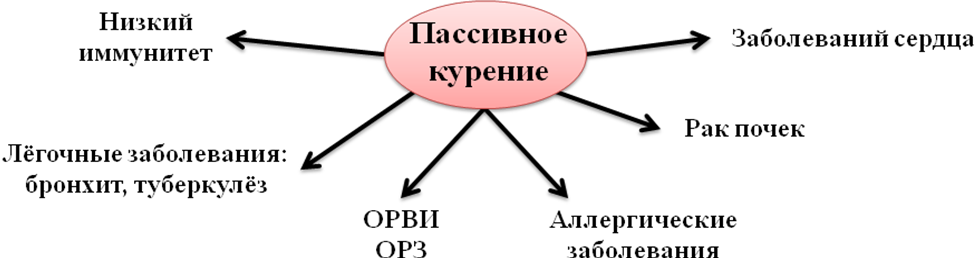 Пассивное
курение
Низкий
иммунитет
Заболеваний сердца
Лёгочные заболевания:
бронхит, туберкулёз
Рак почек
ОРВИ
ОРЗ
Аллергические
заболевания